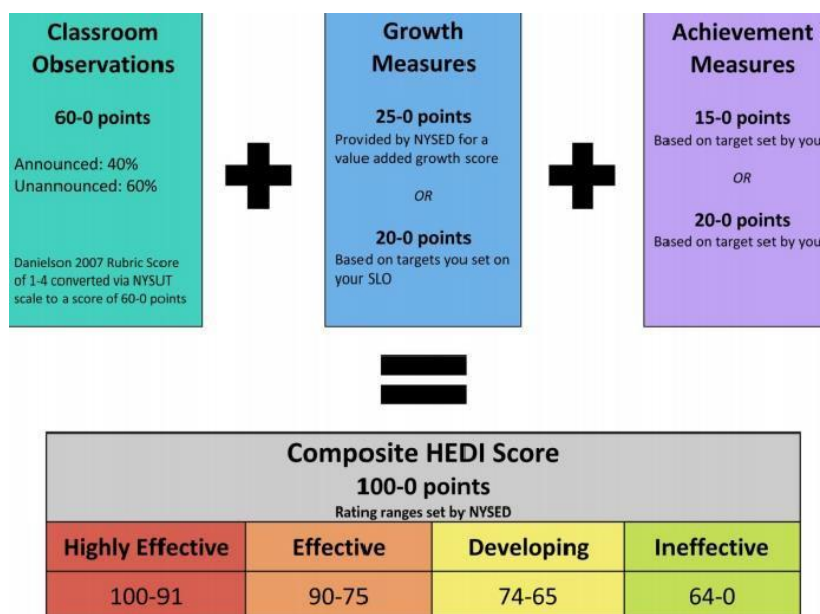 Classroom
Observations
60-0 points
Announced: 40%
Unannounced: 60%
Danielson 2007 Rubric Score
of 1-4 converted via NYSUT
scale to a score of 60-0 points
+
Growth
Measures
25-0 points
Provided by NYSED for a
value added growth score
OR
20-0 points
Based on targets you set on
your SLO
+
Achievement
Measures
15-0 points
Based on target set by you
OR
20-0 points
Based on target set by you
=
Composite HEDI Score
100-0 points
Rating ranges set by NYSED
Highly Effective
Effective
Developing
Ineffective
100-91
90-75
74-65
64-0